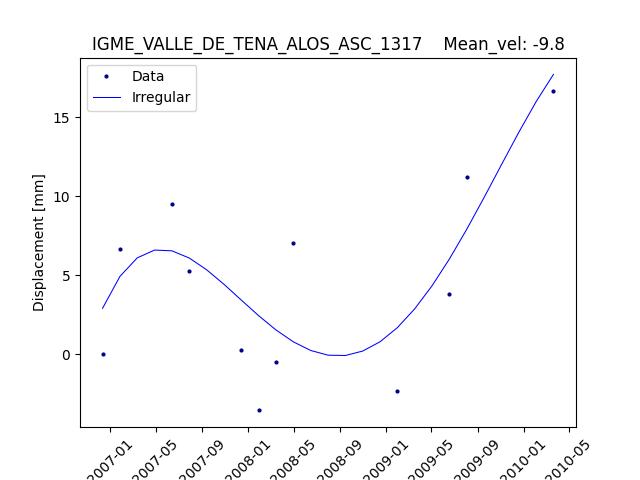 IGME_VALLE_DE_TENA_ALOS_ASC_1317    Mean_vel: -9.8
Data
Irregular
Displacement [mm]
15
10
5
0
2007-01 2007-05 2007-09 2008-01 2008-05 2008-09 2009-01 2009-05 2009-09 2010-01 2010-05